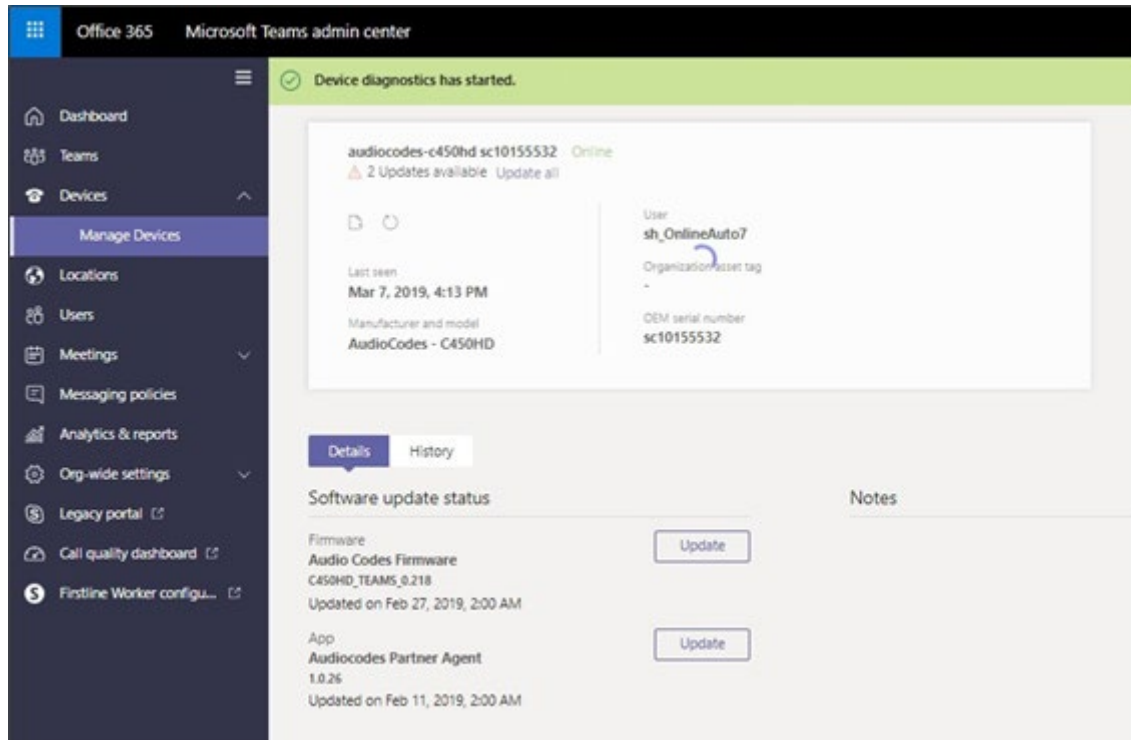 Office 365 Microsoft Teams admin center
Device diagnostics has started.
Dashboard
Teams
Devices
Manage Devices
Locations
Users
Meetings
Messaging policies
Analytics & reports
Org-wide settings
Legacy portal
Call quality dashboard
Firstline Worker configu...
audiocodes-c450hd sc10155532 Online
2 Updates available Update all
Last seen
Mar 7, 2019, 4:13 PM
Manufacturer and model
AudioCodes - C450HD
User
sh_OnlineAuto7
Organization asset tag
-
OEM serial number
sc10155532
Details History
Software update status
Firmware
Audio Codes Firmware
C450HD_TEAMS_0.218
Updated on Feb 27, 2019, 2:00 AM
Update
App
Audiocodes Partner Agent
1.0.26
Updated on Feb 11, 2019, 2:00 AM
Update
Notes